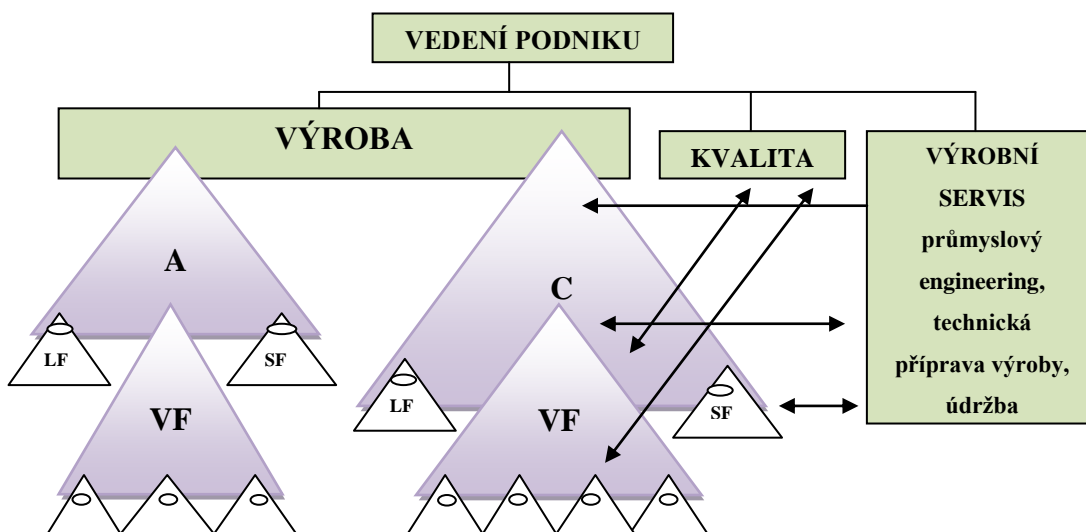 VEDENÍ PODNIKU
VÝROBA
KVALITA
VÝROBNÍ
SERVIS
průmyslový
engineering,
technická
příprava výroby,
údržba
A
C
LF
SF
LF
SF
VF
VF